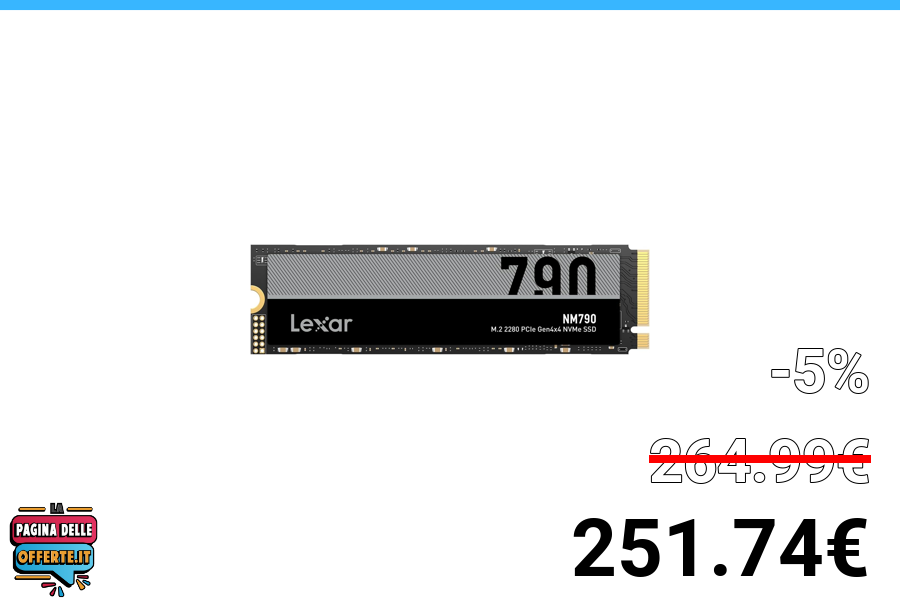 790
Lexar
NM790
M.2 2280 PCIe Gen4x4 NVMe SSD
-5%
264.99€
251.74€
LA
PAGINA DELLE
OFFERTE.IT